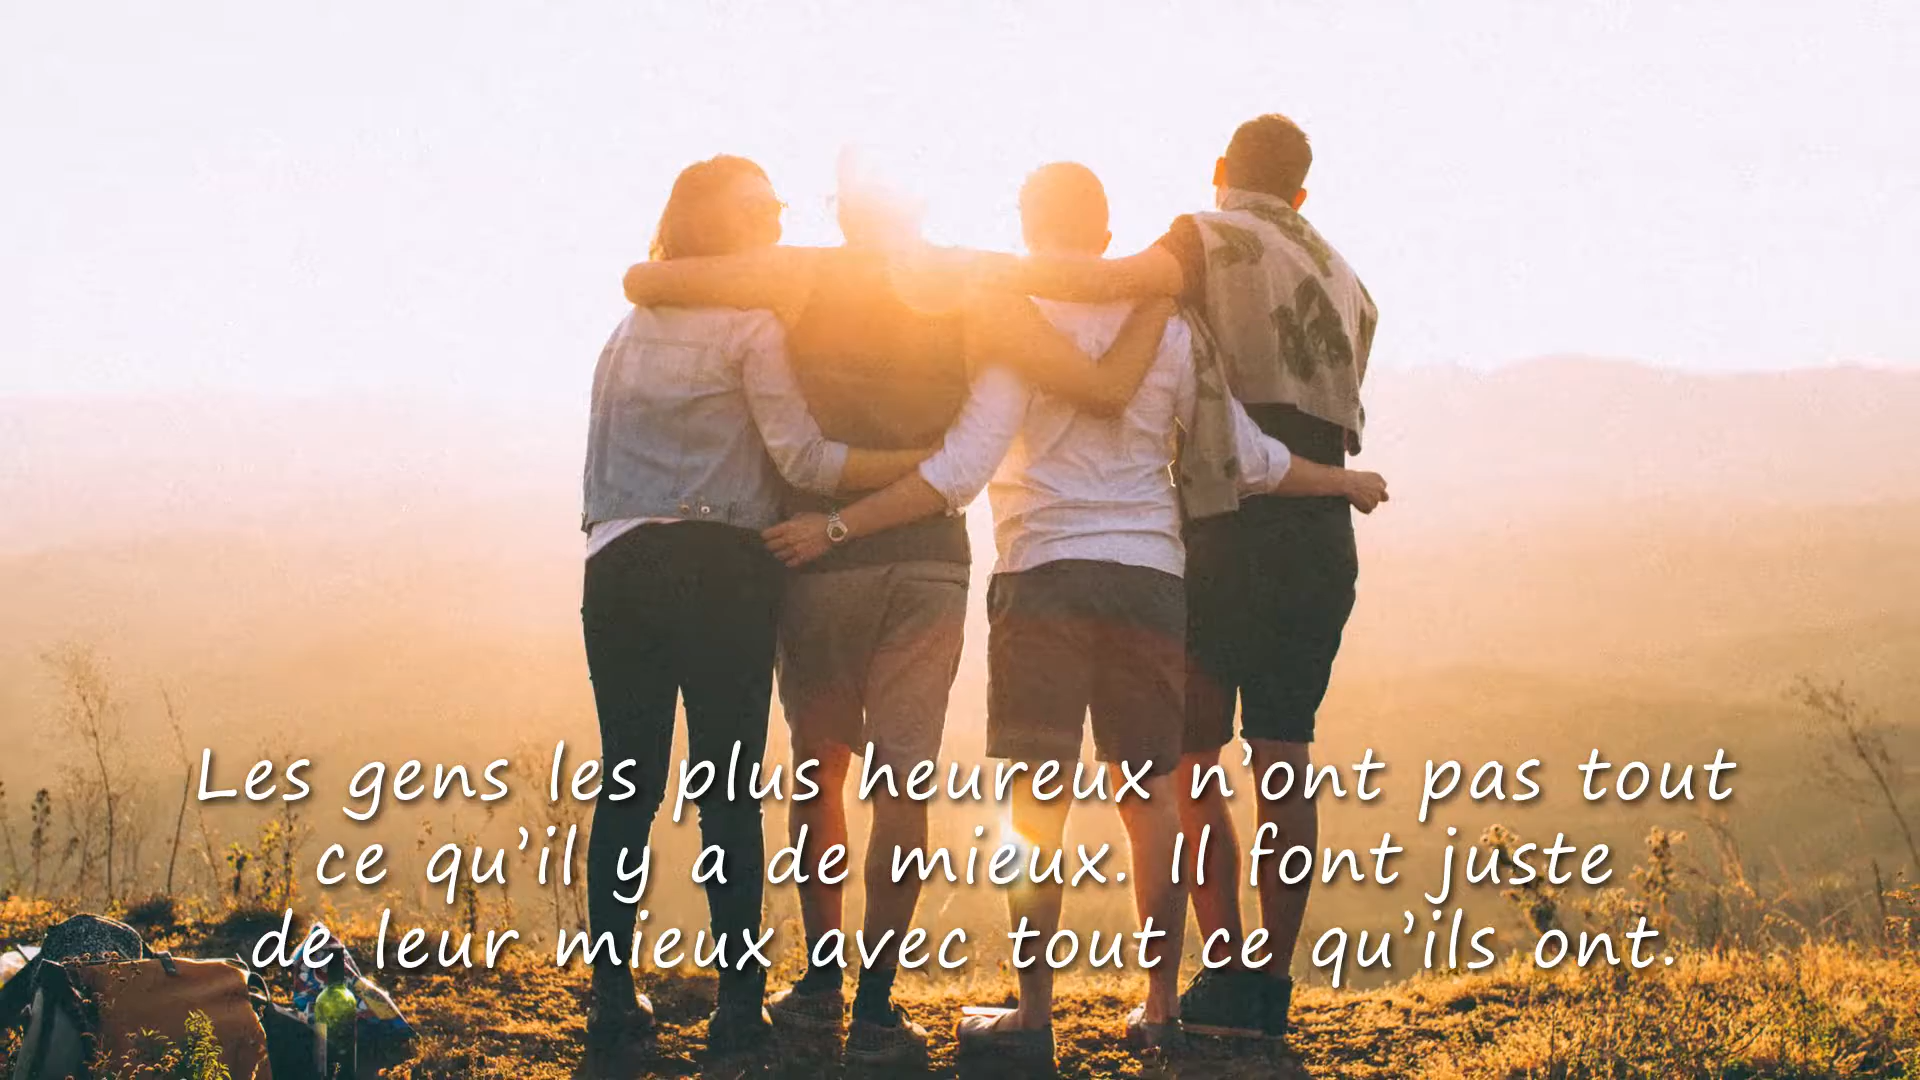 Les gens les plus heureux n’ont pas tout
ce qu’il y a de mieux. Il font juste
de leur mieux avec tout ce qu’ils ont.